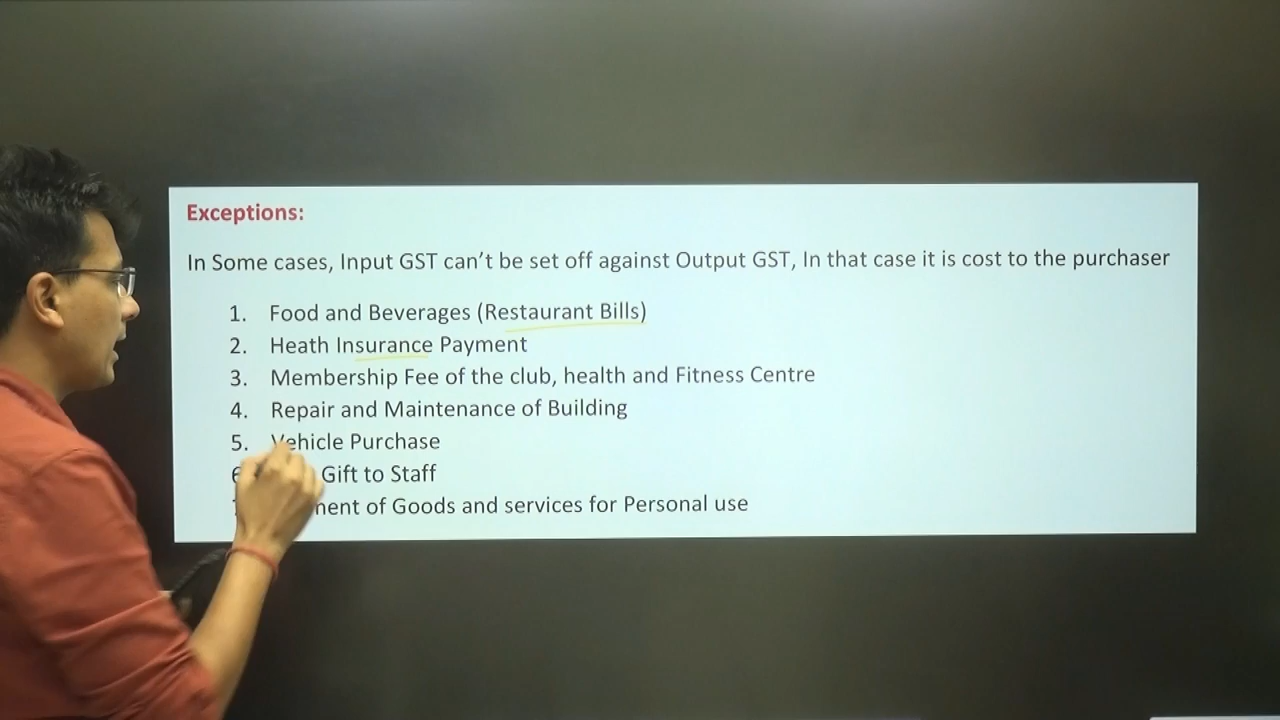 Exceptions:
In Some cases, Input GST can't be set off against Output GST, In that case it is cost to the purchaser
1. Food and Beverages (Restaurant Bills)
2. Heath Insurance Payment
3. Membership Fee of the club, health and Fitness Centre
4. Repair and Maintenance of Building
5. Vehicle Purchase
Gift to Staff
of Goods and services for Personal use